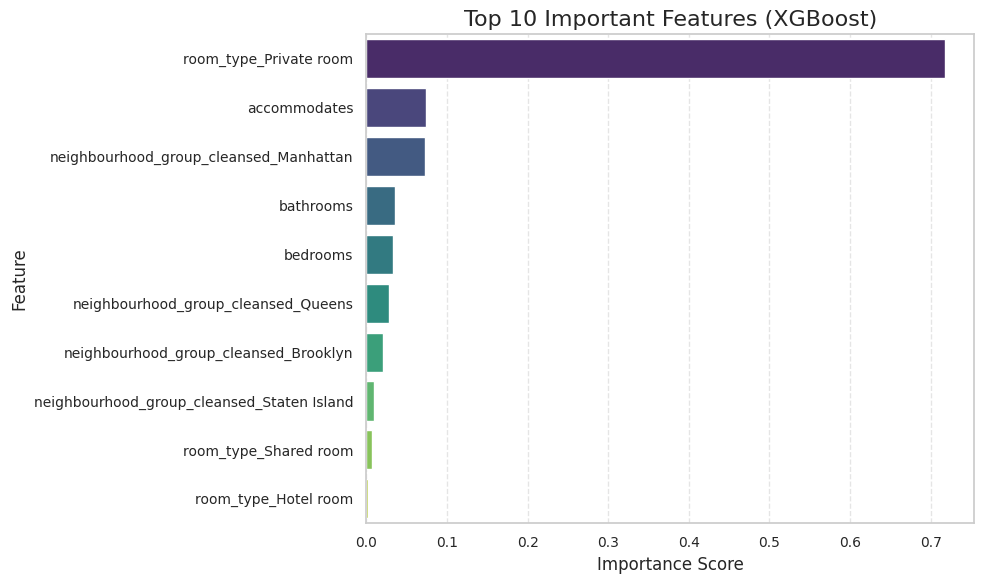 Top 10 Important Features (XGBoost)
room_type_Private room
accommodates
neighbourhood_group_cleansed_Manhattan
bathrooms
bedrooms
neighbourhood_group_cleansed_Queens
neighbourhood_group_cleansed_Brooklyn
neighbourhood_group_cleansed_Staten Island
room_type_Shared room
room_type_Hotel room
Feature
0.0 0.1 0.2 0.3 0.4 0.5 0.6 0.7
Importance Score